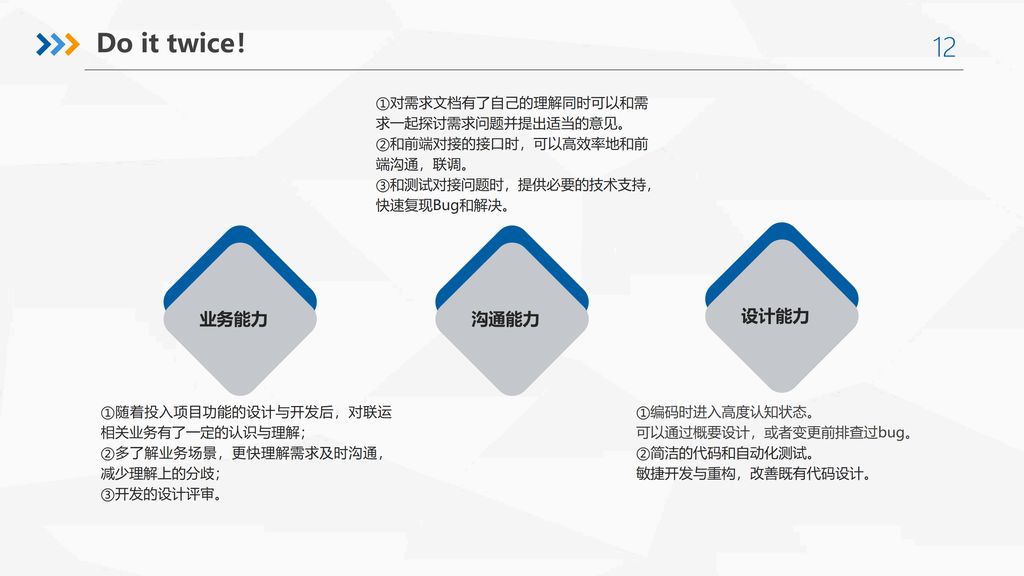 Do it twice!
12
①对需求文档有了自己的理解同时可以和需
求一起探讨需求问题并提出适当的意见。
②和前端对接的接口时，可以高效率地和前
端沟通，联调。
③和测试对接问题时，提供必要的技术支持，
快速复现Bug和解决。
业务能力
沟通能力
设计能力
①随着投入项目功能的设计与开发后，对联运
相关业务有了一定的认识与理解；
②多了解业务场景，更快理解需求及时沟通，
减少理解上的分歧；
③开发的设计评审。
①编码时进入高度认知状态。
可以通过概要设计，或者变更前排查过bug。
②简洁的代码和自动化测试。
敏捷开发与重构，改善既有代码设计。